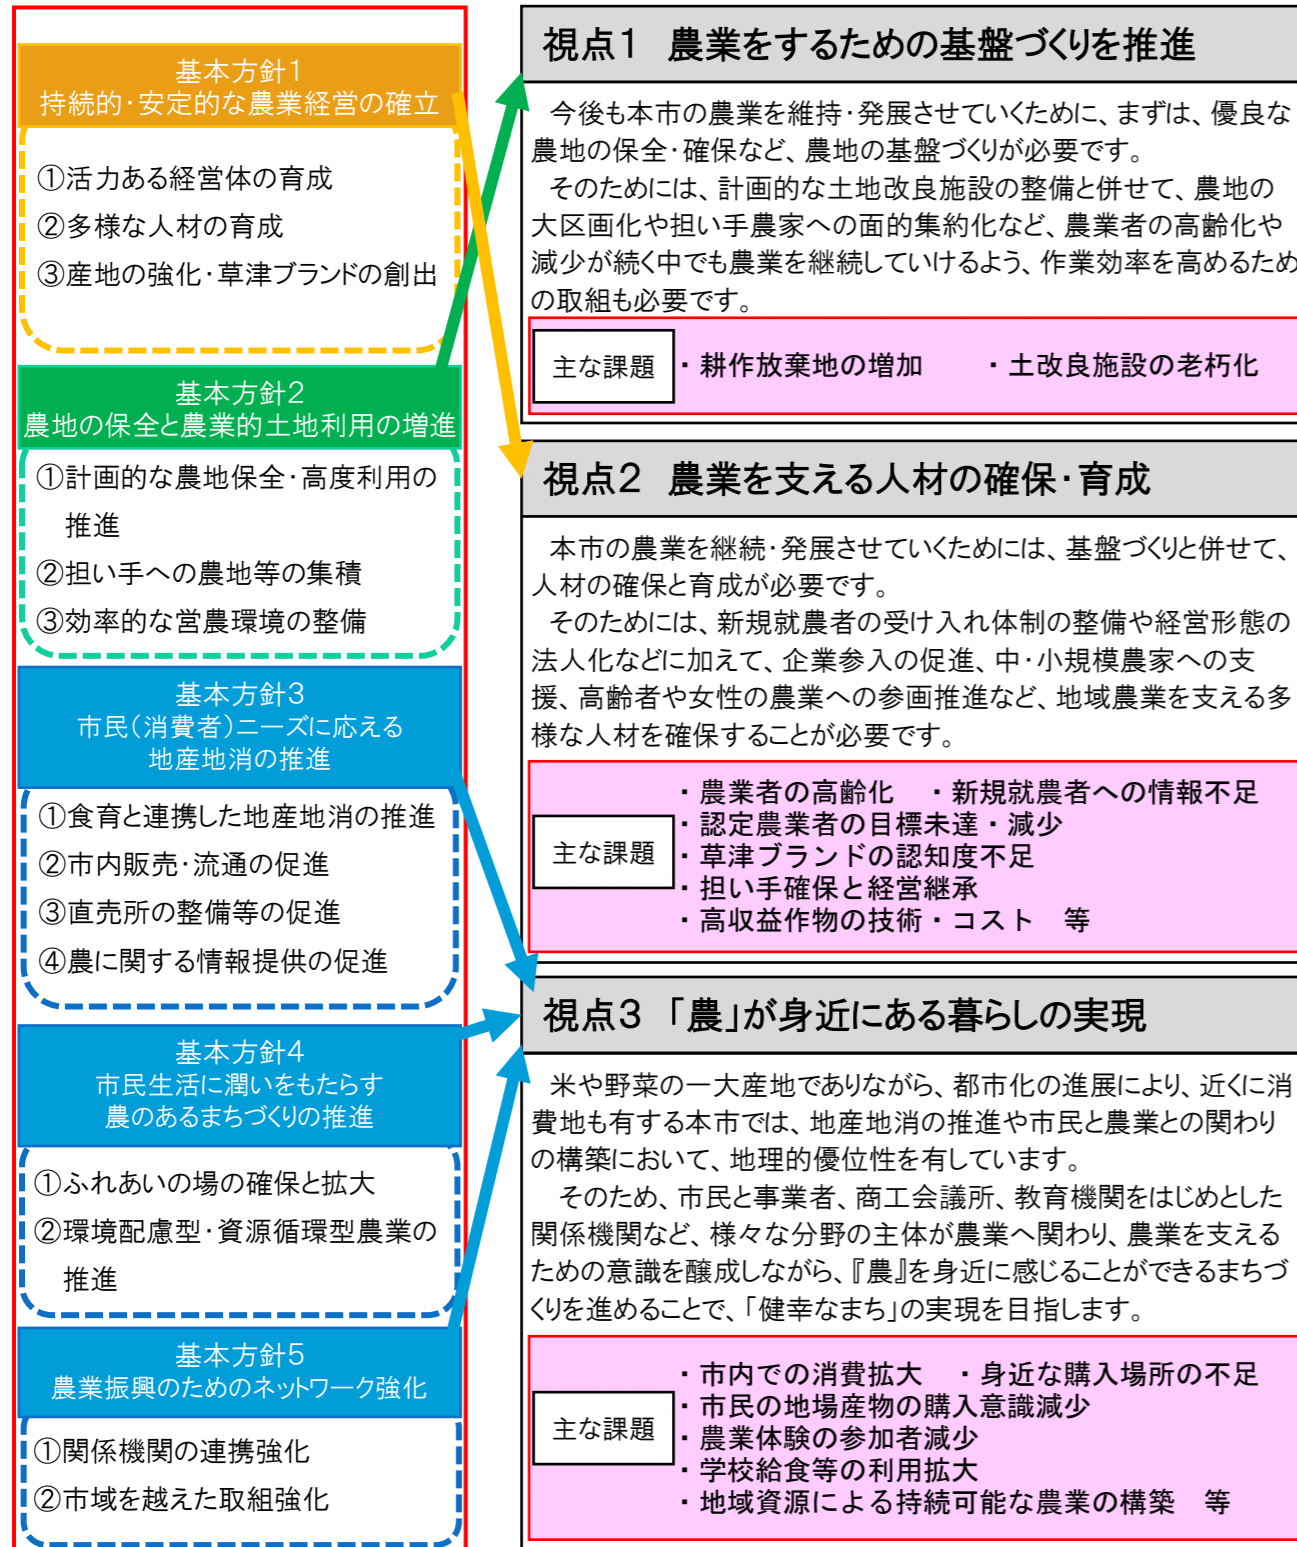 基本方針1
持続的・安定的な農業経営の確立
①活力ある経営体の育成
②多様な人材の育成
③産地の強化・草津ブランドの創出
基本方針2
農地の保全と農業的土地利用の増進
①計画的な農地保全・高度利用の
推進
②担い手への農地等の集積
③効率的な営農環境の整備
基本方針3
市民(消費者)ニーズに応える
地産地消の推進
①食育と連携した地産地消の推進
②市内販売・流通の促進
③直売所の整備等の促進
④農に関する情報提供の促進
基本方針4
市民生活に潤いをもたらす
農のあるまちづくりの推進
①ふれあいの場の確保と拡大
②環境配慮型・資源循環型農業の
推進
基本方針5
農業振興のためのネットワーク強化
①関係機関の連携強化
②市域を越えた取組強化
視点1 農業をするための基盤づくりを推進
今後も本市の農業を維持・発展させていくために、まずは、優良な
農地の保全・確保など、農地の基盤づくりが必要です。
そのためには、計画的な土地改良施設の整備と併せて、農地の
大区画化や担い手農家への面的集約化など、農業者の高齢化や
減少が続く中でも農業を継続していけるよう、作業効率を高めるため
の取組も必要です。
主な課題 ・耕作放棄地の増加 ・土改良施設の老朽化
視点2 農業を支える人材の確保・育成
本市の農業を継続・発展させていくためには、基盤づくりと併せて、
人材の確保と育成が必要です。
そのためには、新規就農者の受け入れ体制の整備や経営形態の
法人化などに加えて、企業参入の促進、中・小規模農家への支
援、高齢者や女性の農業への参画推進など、地域農業を支える多
様な人材を確保することが必要です。
主な課題
・農業者の高齢化 ・新規就農者への情報不足
・認定農業者の目標未達・減少
・草津ブランドの認知度不足
・担い手確保と経営継承
・高収益作物の技術・コスト 等
視点3 「農」が身近にある暮らしの実現
米や野菜の一大産地でありながら、都市化の進展により、近くに消
費地も有する本市では、地産地消の推進や市民と農業との関わり
の構築において、地理的優位性を有しています。
そのため、市民と事業者、商工会議所、教育機関をはじめとした
関係機関など、様々な分野の主体が農業へ関わり、農業を支える
ための意識を醸成しながら、『農』を身近に感じることができるまちづ
くりを進めることで、「健幸なまち」の実現を目指します。
主な課題
・市内での消費拡大 ・身近な購入場所の不足
・市民の地場産物の購入意識減少
・農業体験の参加者減少
・学校給食等の利用拡大
・地域資源による持続可能な農業の構築 等